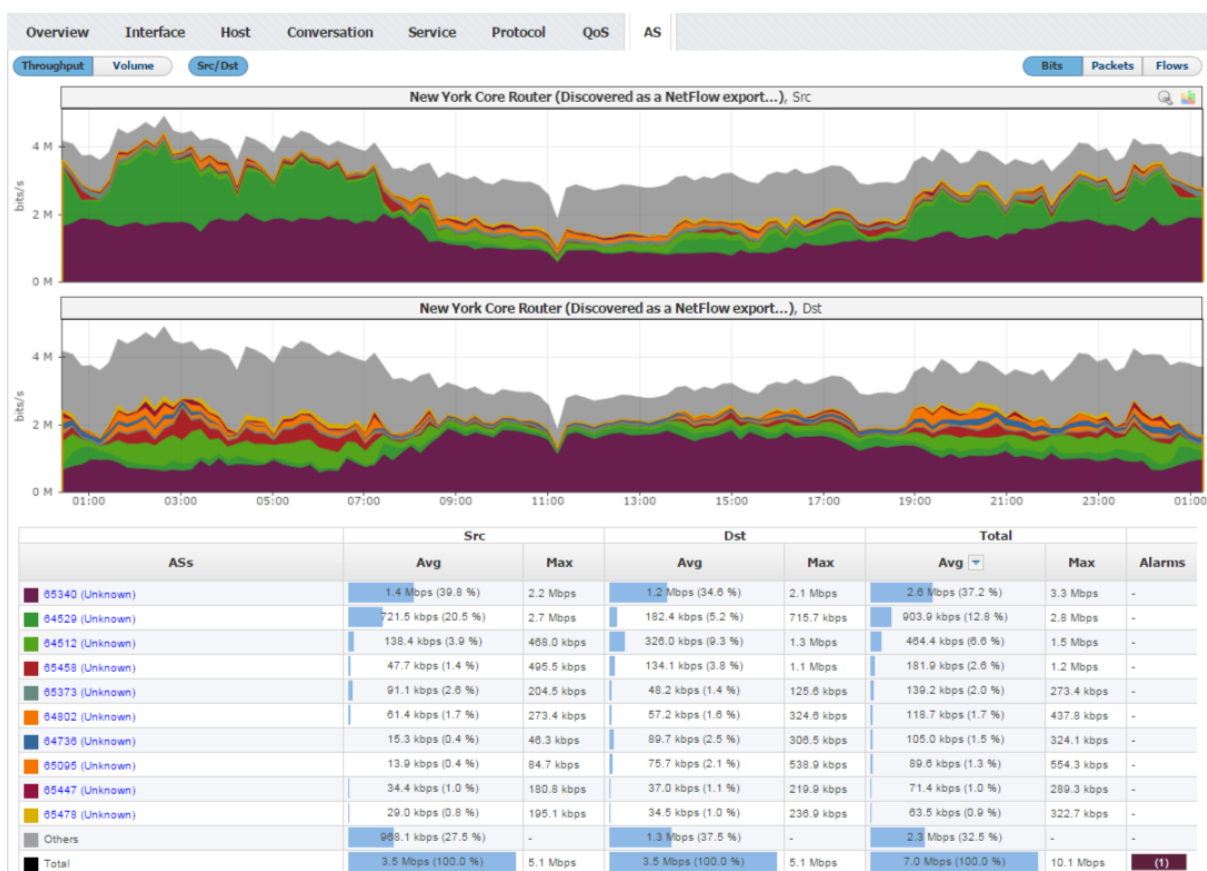 Overview Interface Host Conversation Service Protocol QoS AS
Throughput Volume Src/Dst Bits Packets Flows
New York Core Router (Discovered as a NetFlow export...), Src
4 M
bits/s
2 M
0 M
New York Core Router (Discovered as a NetFlow export...), Dst
4 M
bits/s
2 M
0 M
01:00 03:00 05:00 07:00 09:00 11:00 13:00 15:00 17:00 19:00 21:00 23:00 01:00
Src Dst Total
ASs Avg Max Avg Max Avg Max Alarms
65340 (Unknown) 1.4 Mbps (39.8 %) 2.2 Mbps 1.2 Mbps (34.6 %) 2.1 Mbps 2.6 Mbps (37.2 %) 3.3 Mbps -
64529 (Unknown) 721.5 kbps (20.5 %) 2.7 Mbps 182.4 kbps (5.2 %) 715.7 kbps 903.9 kbps (12.8 %) 2.8 Mbps -
64512 (Unknown) 138.4 kbps (3.9 %) 468.0 kbps 326.0 kbps (9.3 %) 1.3 Mbps 464.4 kbps (6.6 %) 1.5 Mbps -
65458 (Unknown) 47.7 kbps (1.4 %) 495.5 kbps 134.1 kbps (3.8 %) 1.1 Mbps 181.9 kbps (2.6 %) 1.2 Mbps -
65373 (Unknown) 91.1 kbps (2.6 %) 204.5 kbps 48.2 kbps (1.4 %) 125.6 kbps 139.2 kbps (2.0 %) 273.4 kbps -
64802 (Unknown) 61.4 kbps (1.7 %) 273.4 kbps 57.2 kbps (1.6 %) 324.6 kbps 118.7 kbps (1.7 %) 437.8 kbps -
64736 (Unknown) 15.3 kbps (0.4 %) 46.3 kbps 89.7 kbps (2.5 %) 306.5 kbps 105.0 kbps (1.5 %) 324.1 kbps -
65095 (Unknown) 13.9 kbps (0.4 %) 84.7 kbps 75.7 kbps (2.1 %) 538.9 kbps 89.6 kbps (1.3 %) 554.3 kbps -
65447 (Unknown) 34.4 kbps (1.0 %) 180.8 kbps 37.0 kbps (1.1 %) 219.9 kbps 71.4 kbps (1.0 %) 289.3 kbps -
65478 (Unknown) 29.0 kbps (0.8 %) 195.1 kbps 34.5 kbps (1.0 %) 236.9 kbps 63.5 kbps (0.9 %) 322.7 kbps -
Others 968.1 kbps (27.5 %) - 1.3 Mbps (37.5 %) - 2.3 Mbps (32.5 %) - -
Total 3.5 Mbps (100.0 %) 5.1 Mbps 3.5 Mbps (100.0 %) 5.1 Mbps 7.0 Mbps (100.0 %) 10.1 Mbps (1)